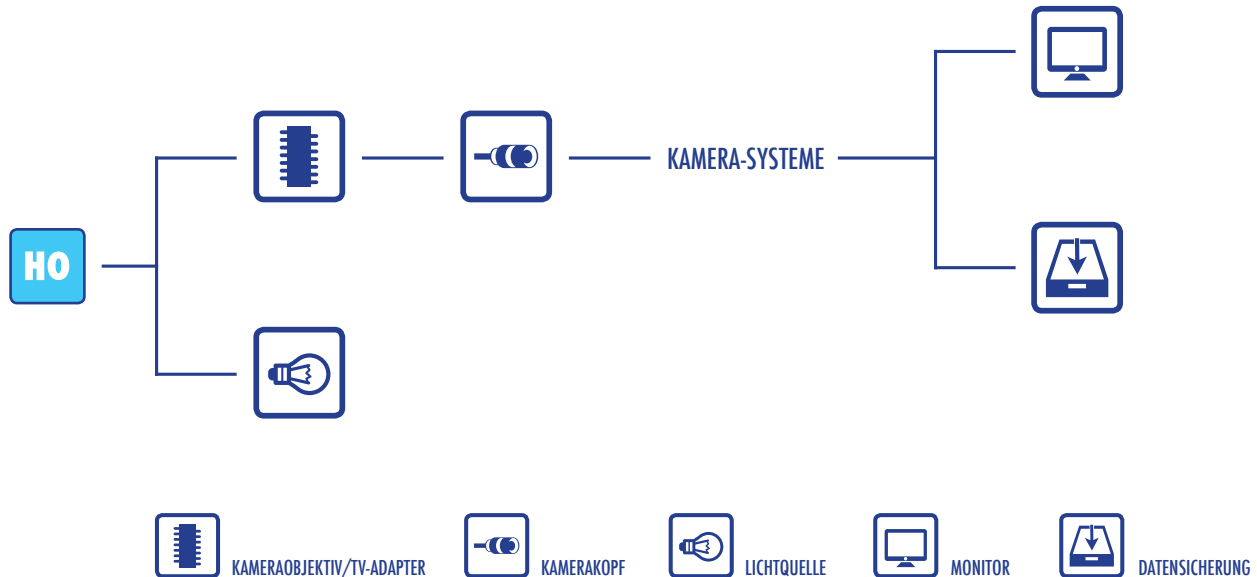 KAMERA-SYSTEME
HO
KAMERAOBJEKTIV/TV-ADAPTER
KAMERAKOPF
LICHTQUELLE
MONITOR
DATENSICHERUNG